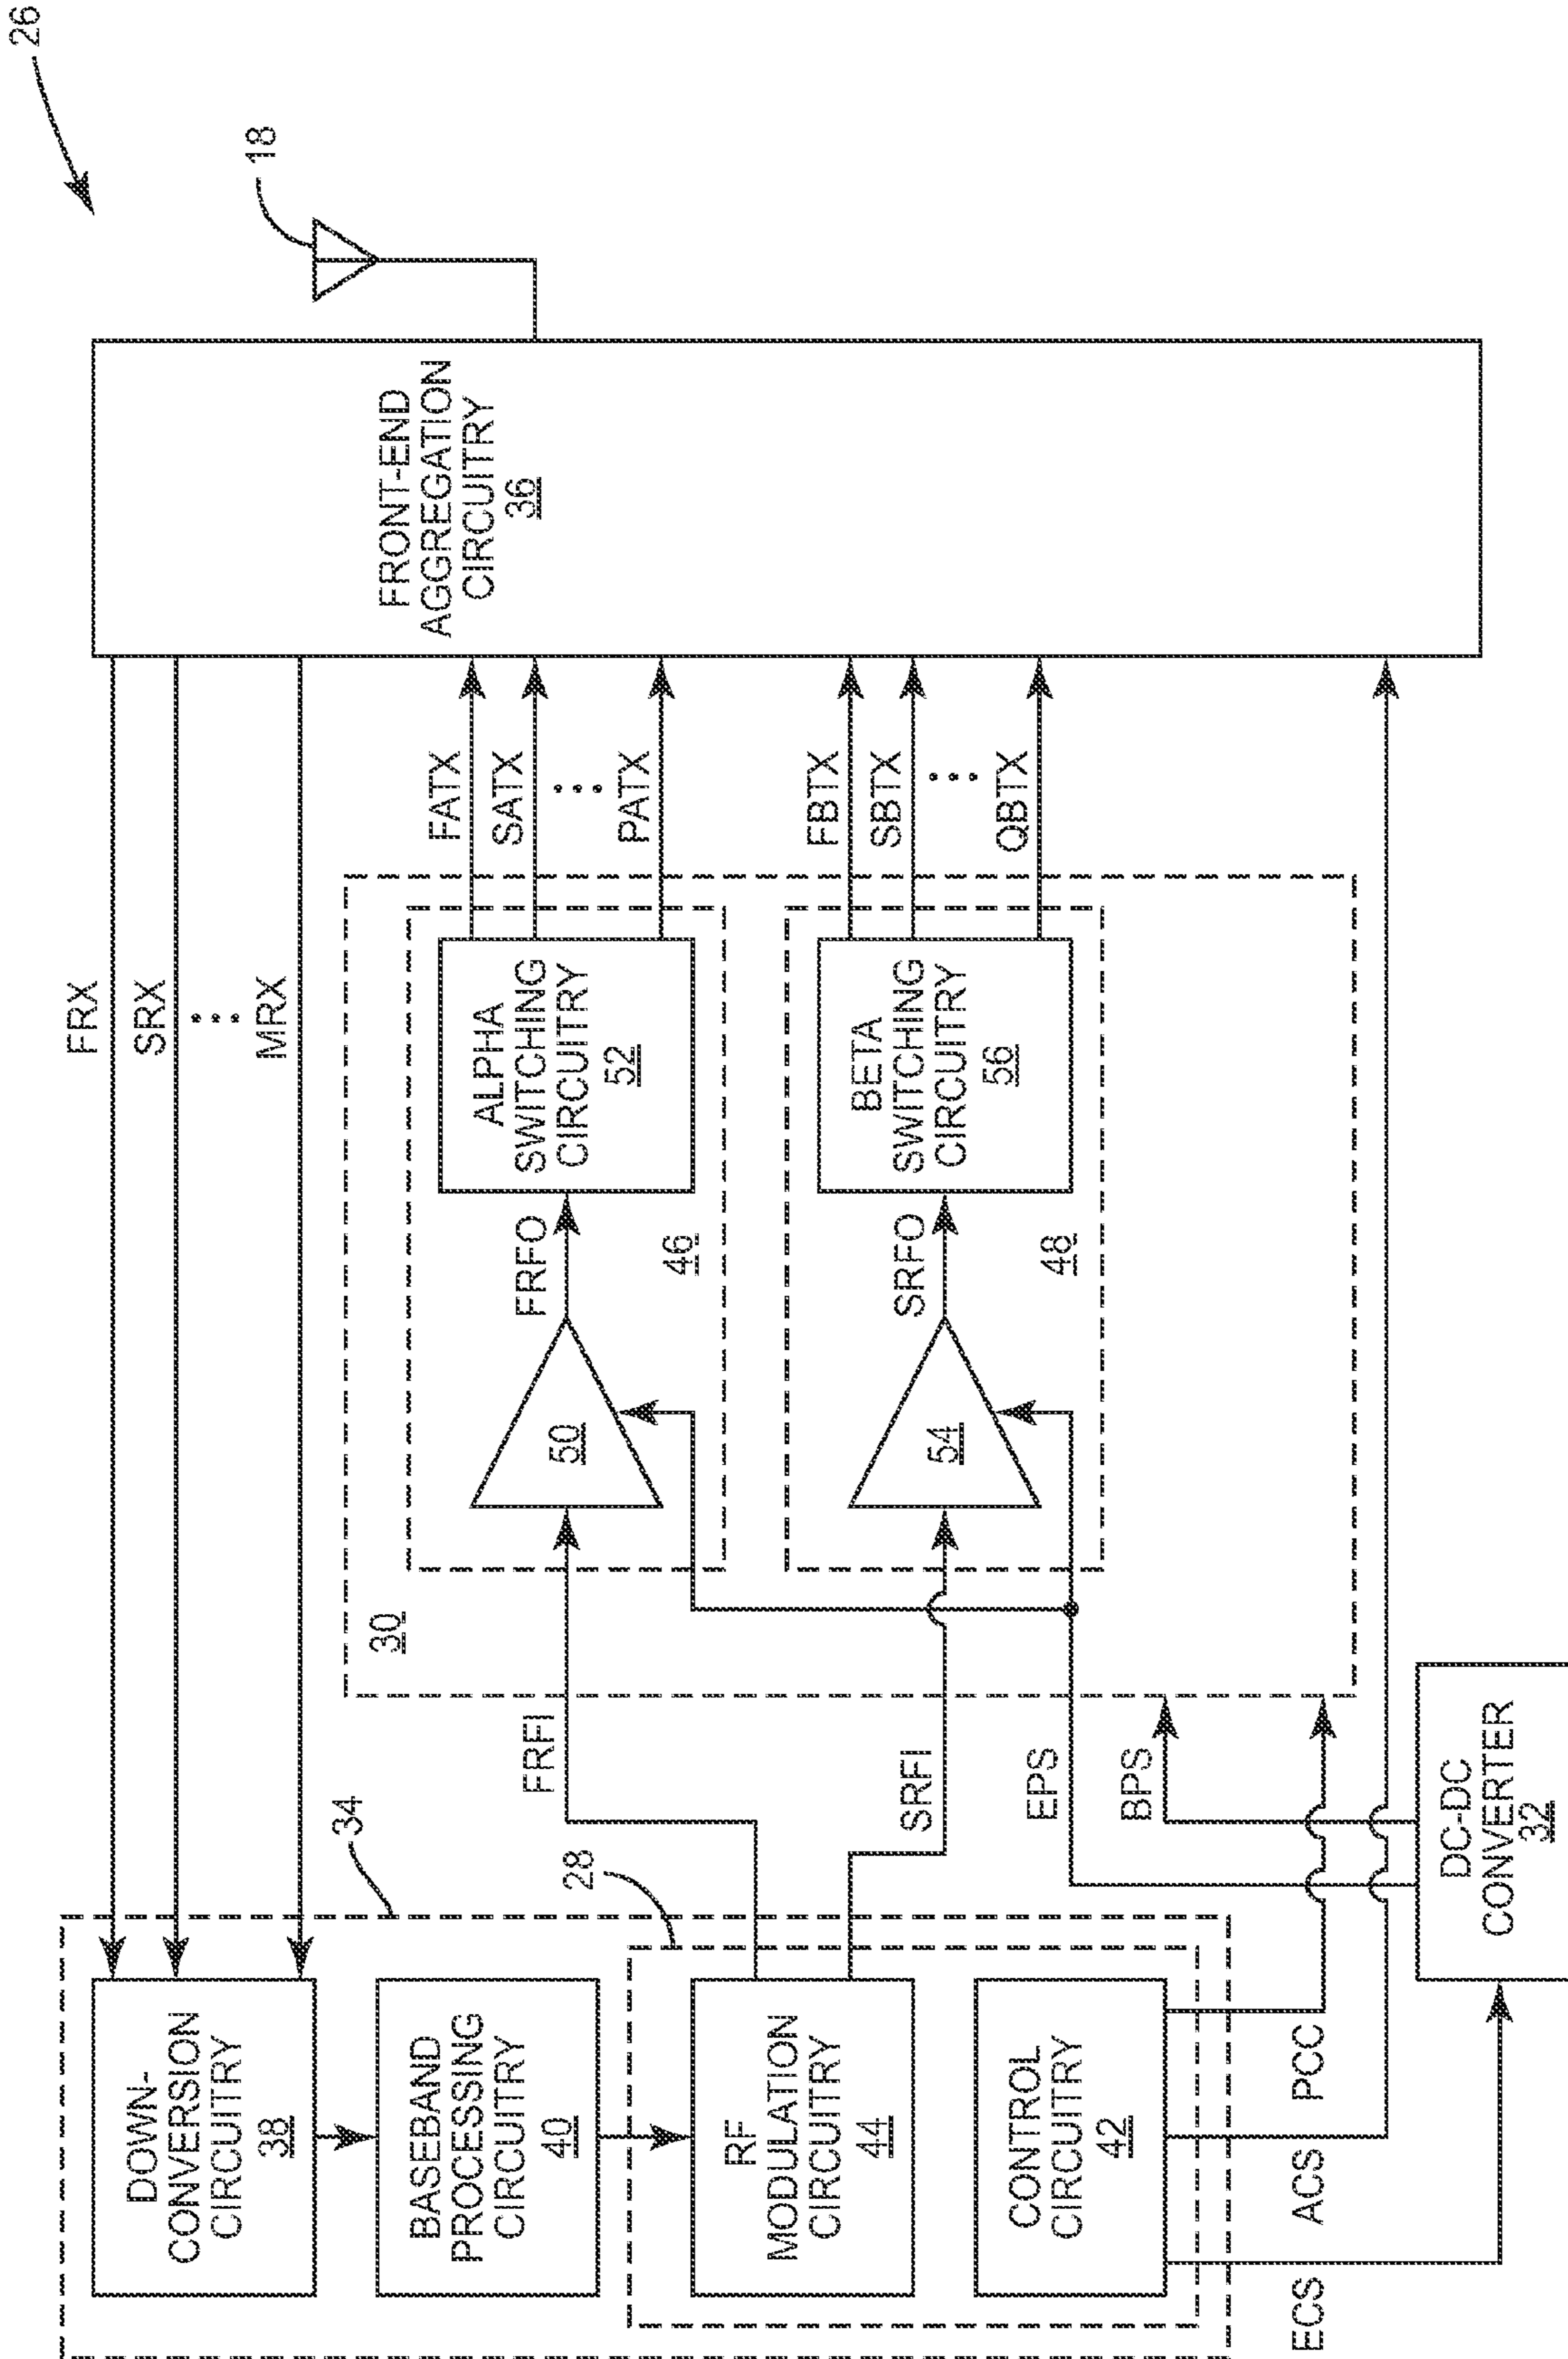 26
18
FRX
SRX
MRX
34
DOWN-
CONVERSION
CIRCUITRY
38
BASEBAND
PROCESSING
CIRCUITRY
40
28
RF
MODULATION
CIRCUITRY
44
CONTROL
CIRCUITRY
42
FRFI
SRFI
EPS
BPS
PCC
ACS
ECS
DC-DC
CONVERTER
32
30
50
FRFO
ALPHA
SWITCHING
CIRCUITRY
52
46
54
SRFO
BETA
SWITCHING
CIRCUITRY
56
48
FATX
SATX
PATX
FBTX
SBTX
QBTX
FRONT-END
AGGREGATION
CIRCUITRY
36